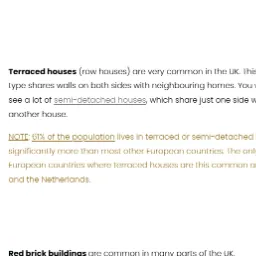 Terraced houses (row houses) are very common in the UK. This
type shares walls on both sides with neighbouring homes. You
see a lot of semi-detached houses, which share just one side
another house.
NOTE: 61% of the population lives in terraced or semi-detached
significantly more than most other European countries. The
European countries where terraced houses are this common
and the Netherlands.
Red brick buildings are common in many parts of the UK.